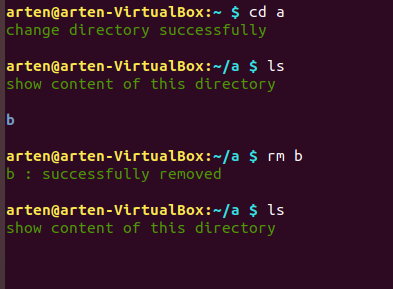 arten@arten-VirtualBox:~ $ cd a
change directory successfully
arten@arten-VirtualBox:~/a $ ls
show content of this directory
b
arten@arten-VirtualBox:~/a $ rm b
b : successfully removed
arten@arten-VirtualBox:~/a $ ls
show content of this directory